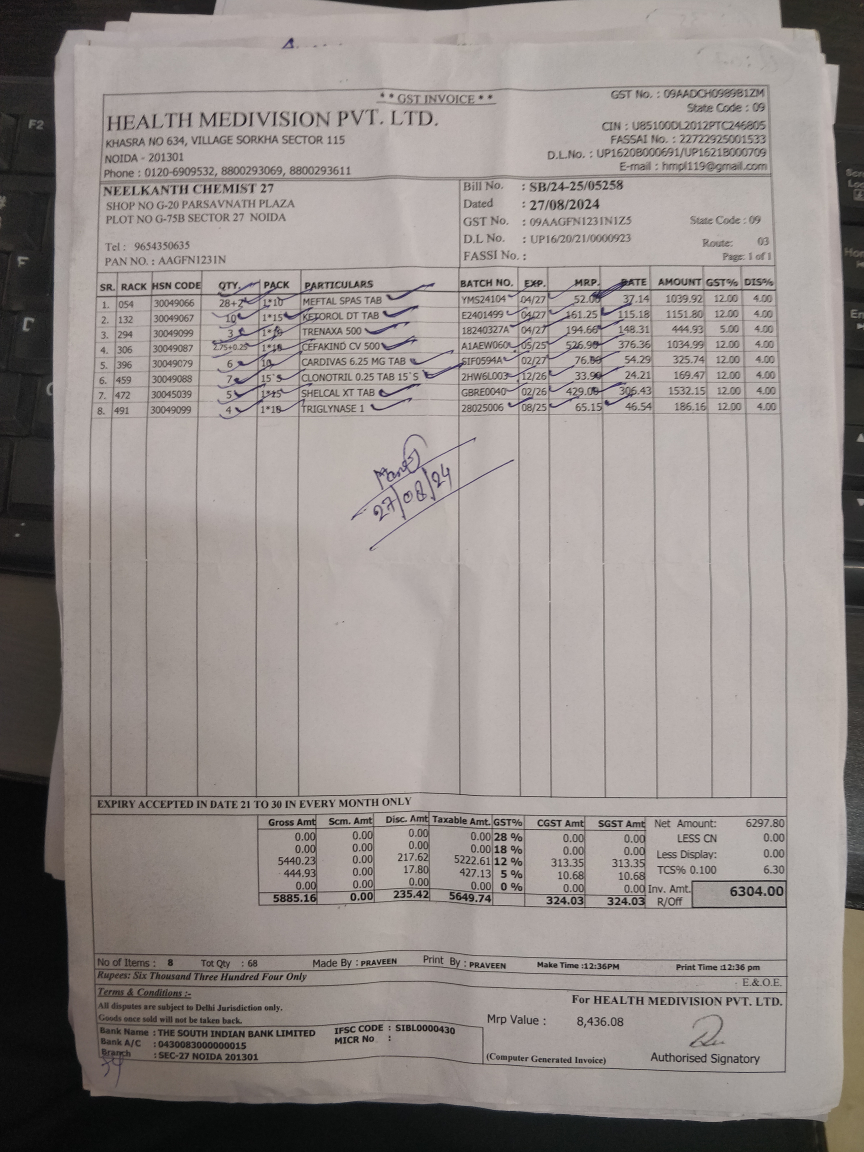 * * GST INVOICE * *
HEALTH MEDIVISION PVT. LTD.
KHASRA NO 634, VILLAGE SORKHA SECTOR 115
NOIDA - 201301
Phone : 0120-6909532, 8800293069, 8800293611
GST No. : 09AADCH0989B1ZM
State Code : 09
CIN : U85100DL2012PTC246805
FASSAI No. : 22722925001533
D.L.No. : UP1620B000691/UP1621B000709
E-mail : hmpl119@gmail.com
NEELKANTH CHEMIST 27
SHOP NO G-20 PARSAVNATH PLAZA
PLOT NO G-75B SECTOR 27 NOIDA
Tel : 9654350635
PAN NO. : AAGFN1231N
Bill No. : SB/24-25/05258
Dated : 27/08/2024
GST No. : 09AAGFN1231N1Z5 State Code : 09
D.L No. : UP16/20/21/0000923 Route: 03
FASSI No. : Page: 1 of 1
SR. RACK HSN CODE QTY. PACK PARTICULARS BATCH NO. EXP. MRP. RATE AMOUNT GST% DIS%
1. 054 30049066 28+2 1*10 MEFTAL SPAS TAB YMS24104 04/27 52.00 37.14 1039.92 12.00 4.00
2. 132 30049067 10 1*15 KETOROL DT TAB E2401499 04/27 161.25 115.18 1151.80 12.00 4.00
3. 294 30049099 3 1*10 TRENAXA 500 18240327A 04/27 194.66 148.31 444.93 5.00 4.00
4. 306 30049087 2.75+0.25 1*10 CEFAKIND CV 500 A1AEW060 05/25 526.90 376.36 1034.99 12.00 4.00
5. 396 30049079 6 10 CARDIVAS 6.25 MG TAB SIF0594A 02/27 76.00 54.29 325.74 12.00 4.00
6. 459 30049088 7 15`S CLONOTRIL 0.25 TAB 15`S 2HW6L003 12/26 33.90 24.21 169.47 12.00 4.00
7. 472 30045039 5 1*15 SHELCAL XT TAB GBRE0040 02/26 429.00 306.43 1532.15 12.00 4.00
8. 491 30049099 4 1*10 TRIGLYNASE 1 28025006 08/25 65.15 46.54 186.16 12.00 4.00
27/08/24
EXPIRY ACCEPTED IN DATE 21 TO 30 IN EVERY MONTH ONLY
Gross Amt Scm. Amt Disc. Amt Taxable Amt. GST% CGST Amt SGST Amt
0.00 0.00 0.00 0.00 28 % 0.00 0.00
0.00 0.00 0.00 0.00 18 % 0.00 0.00
5440.23 0.00 217.62 5222.61 12 % 313.35 313.35
444.93 0.00 17.80 427.13 5 % 10.68 10.68
0.00 0.00 0.00 0.00 0 % 0.00 0.00
5885.16 0.00 235.42 5649.74 324.03 324.03
Net Amount: 6297.80
LESS CN 0.00
Less Display: 0.00
TCS% 0.100 6.30
Inv. Amt. 6304.00
R/Off
No of Items : 8 Tot Qty : 68 Made By : PRAVEEN Print By : PRAVEEN Make Time :12:36PM Print Time :12:36 pm
Rupees: Six Thousand Three Hundred Four Only
E.&.O.E.
Terms & Conditions :-
All disputes are subject to Delhi Jurisdiction only.
Goods once sold will not be taken back.
Bank Name : THE SOUTH INDIAN BANK LIMITED IFSC CODE : SIBL0000430
Bank A/C : 0430083000000015 MICR No :
Branch : SEC-27 NOIDA 201301
For HEALTH MEDIVISION PVT. LTD.
Mrp Value : 8,436.08
(Computer Generated Invoice) Authorised Signatory
F2
F